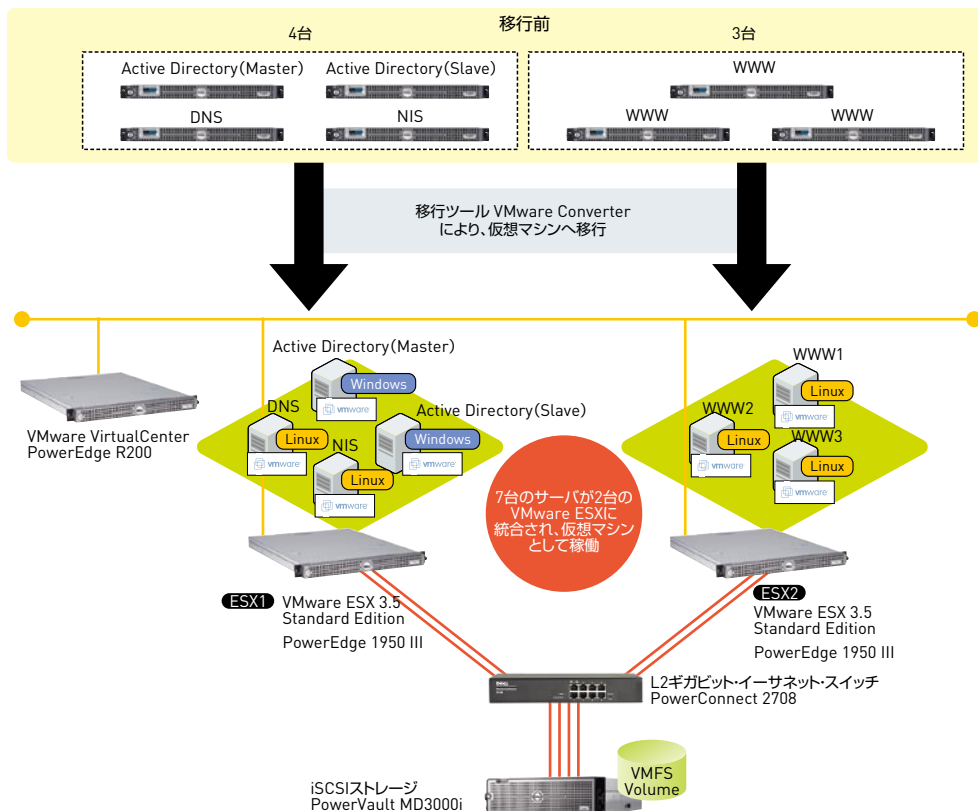 移行前
4台
3台
Active Directory(Master)
Active Directory(Slave)
WWW
DNS
NIS
WWW
WWW
移行ツール VMware Converter
により、仮想マシンへ移行
Active Directory(Master)
Windows
vmware
DNS
Linux
vmware
NIS
Linux
vmware
Active Directory(Slave)
Windows
vmware
WWW1
Linux
vmware
WWW2
Linux
vmware
WWW3
Linux
vmware
VMware VirtualCenter
PowerEdge R200
7台のサーバが2台の
VMware ESXに
統合され、仮想マシン
として稼働
ESX1
VMware ESX 3.5
Standard Edition
PowerEdge 1950 III
ESX2
VMware ESX 3.5
Standard Edition
PowerEdge 1950 III
L2ギガビット・イーサネット・スイッチ
PowerConnect 2708
iSCSIストレージ
PowerVault MD3000i
VMFS
Volume